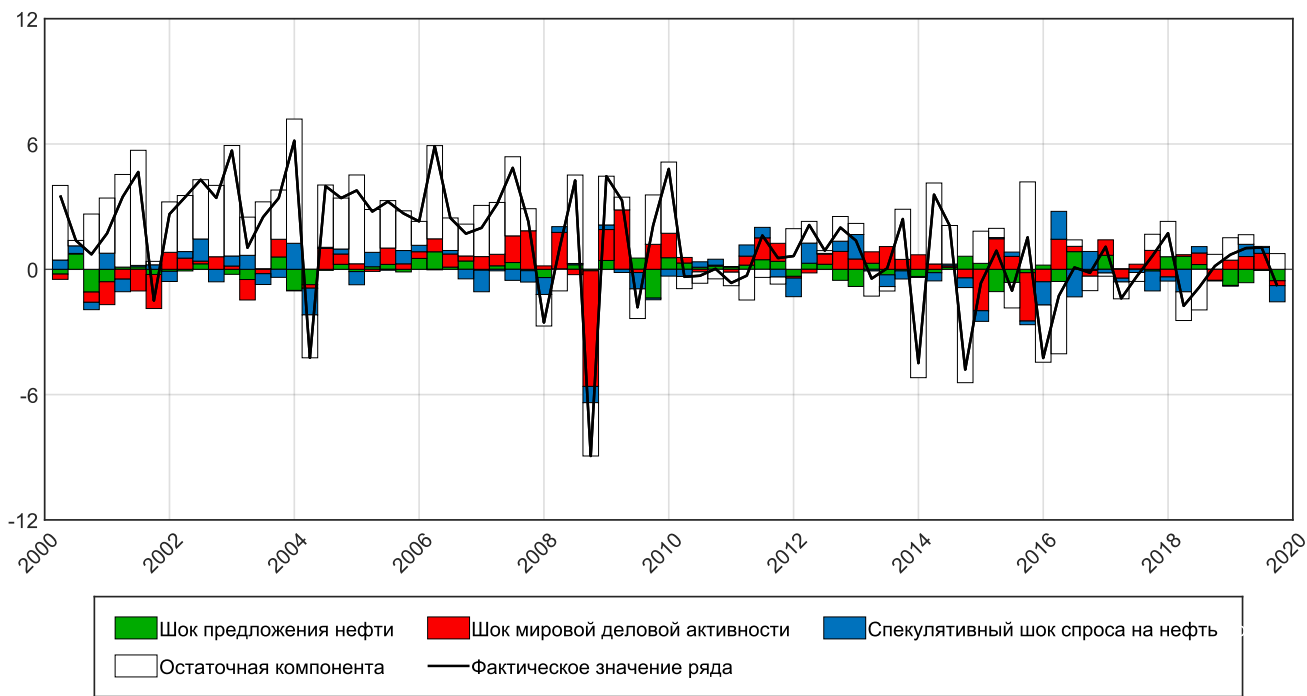 12
6
0
-6
-12
2000 2002 2004 2006 2008 2010 2012 2014 2016 2018 2020
Шок предложения нефти Шок мировой деловой активности Спекулятивный шок спроса на нефть
Остаточная компонента Фактическое значение ряда